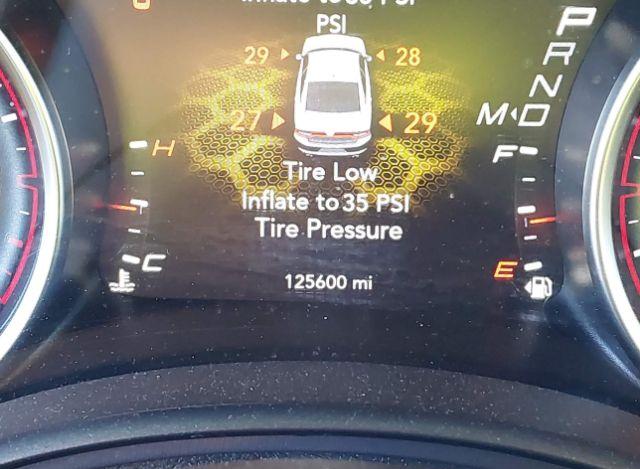 PSI
29 28
27 29
Tire Low
Inflate to 35 PSI
Tire Pressure
125600 mi
P
R
N
M D
H
C
F
E